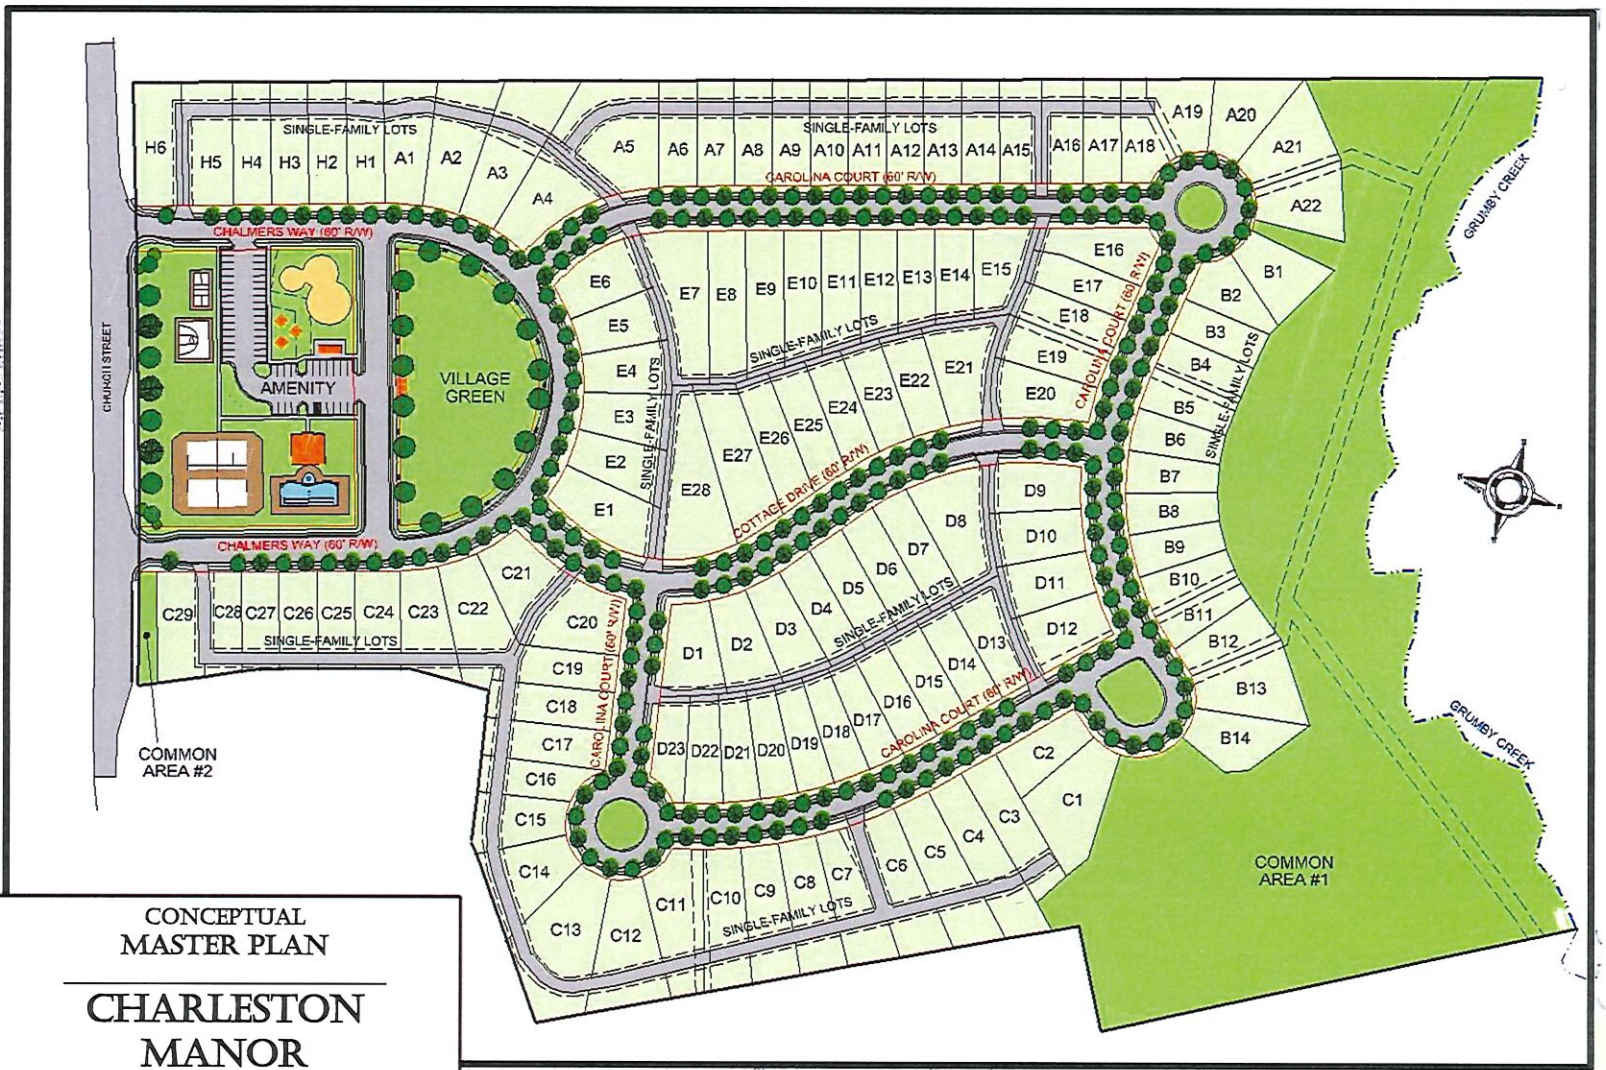 H6
H5
H4
H3
H2
H1
A1
A2
A3
A4
SINGLE-FAMILY LOTS
A5
A6
A7
A8
A9
A10
A11
A12
A13
A14
A15
A16
A17
A18
A19
A20
A21
A22
SINGLE-FAMILY LOTS
CAROLINA COURT (60' R/W)
CHALMERS WAY (60' R/W)
GRUMBY CREEK
CHURCH STREET
AMENITY
VILLAGE
GREEN
E6
E5
E4
E3
E2
E1
SINGLE-FAMILY LOTS
E7
E8
E9
E10
E11
E12
E13
E14
E15
E16
E17
E18
E19
E20
SINGLE-FAMILY LOTS
E21
E22
E23
E24
E25
E26
E27
E28
CAROLINA COURT (60' R/W)
B1
B2
B3
B4
B5
B6
B7
B8
B9
B10
B11
B12
B13
B14
SINGLE-FAMILY LOTS
COTTAGE DRIVE (60' R/W)
CHALMERS WAY (60' R/W)
C29
C28
C27
C26
C25
C24
C23
C22
C21
SINGLE-FAMILY LOTS
C20
C19
C18
C17
C16
C15
C14
C13
C12
C11
C10
C9
C8
C7
C6
C5
C4
C3
C2
C1
SINGLE-FAMILY LOTS
CAROLINA COURT (60' R/W)
D1
D2
D3
D4
D5
D6
D7
D8
D9
D10
D11
D12
D13
D14
D15
D16
D17
D18
D19
D20
D21
D22
D23
SINGLE-FAMILY LOTS
CAROLINA COURT (60' R/W)
GRUMBY CREEK
COMMON
AREA #2
COMMON
AREA #1
CONCEPTUAL
MASTER PLAN
CHARLESTON
MANOR